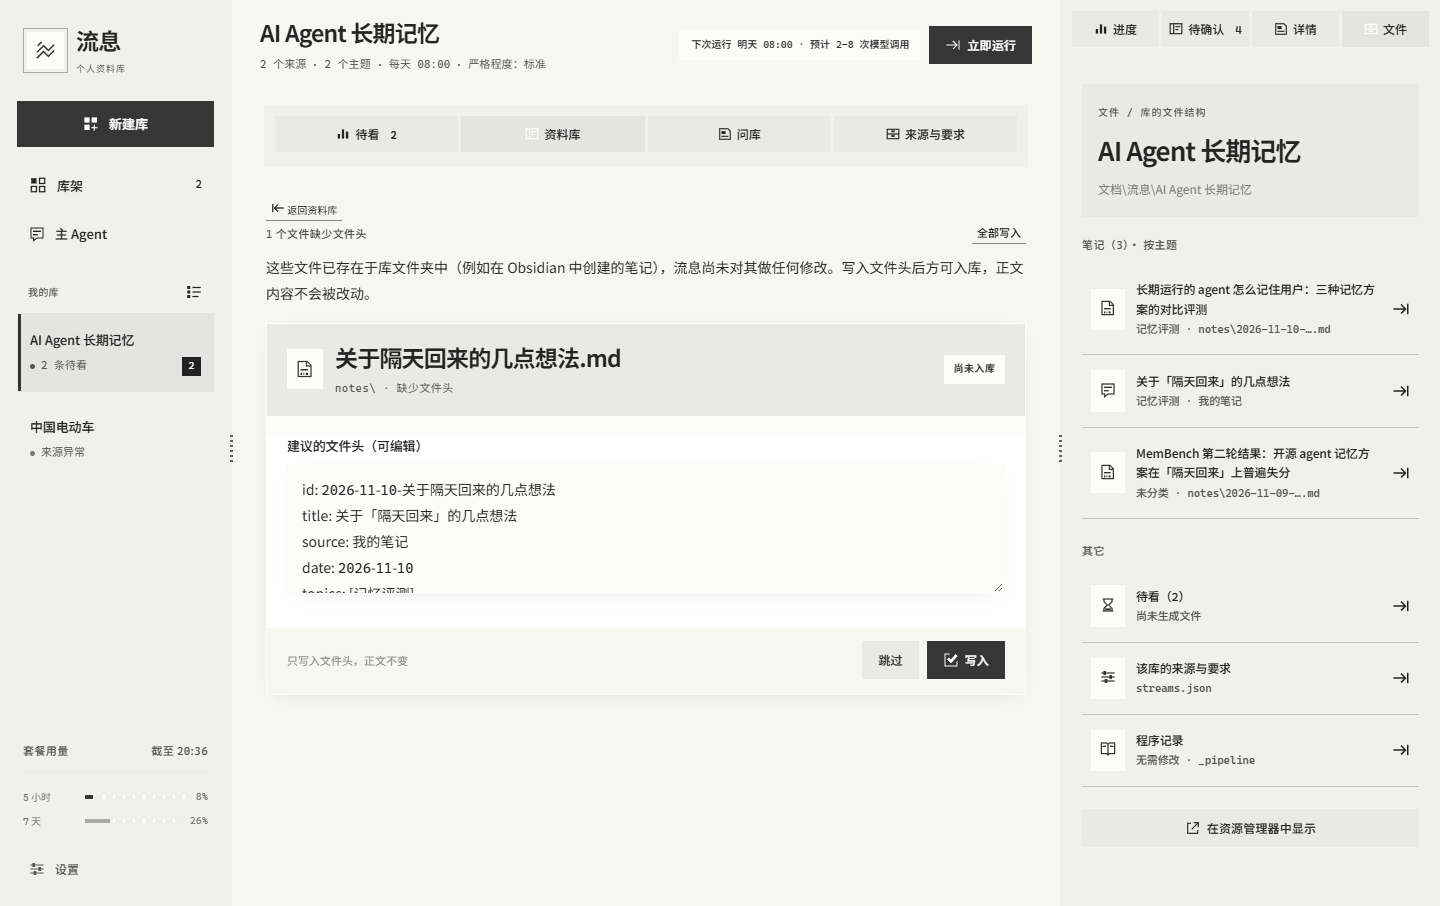 流息
个人资料库
新建库
库架 2
主 Agent
我的库
AI Agent 长期记忆
2 条待看 2
中国电动车
来源异常
套餐用量 截至 20:36
5 小时 8%
7 天 26%
设置
AI Agent 长期记忆
2 个来源 · 2 个主题 · 每天 08:00 · 严格程度：标准
下次运行 明天 08:00 · 预计 2–8 次模型调用
立即运行
待看 2
资料库
问库
来源与要求
返回资料库
1 个文件缺少文件头
全部写入
这些文件已存在于库文件夹中（例如在 Obsidian 中创建的笔记），流息尚未对其做任何修改。写入文件头后方可入库，正文
内容不会被改动。
关于隔天回来的几点想法.md
notes\ · 缺少文件头
尚未入库
建议的文件头（可编辑）
id: 2026-11-10-关于隔天回来的几点想法
title: 关于「隔天回来」的几点想法
source: 我的笔记
date: 2026-11-10
topics: [记忆评测]
只写入文件头，正文不变
跳过
写入
进度
待确认 4
详情
文件
文件 / 库的文件结构
AI Agent 长期记忆
文档\流息\AI Agent 长期记忆
笔记（3）· 按主题
长期运行的 agent 怎么记住用户：三种记忆方
案的对比评测
记忆评测 · notes\2026-11-10-….md
关于「隔天回来」的几点想法
记忆评测 · 我的笔记
MemBench 第二轮结果：开源 agent 记忆方
案在「隔天回来」上普遍失分
未分类 · notes\2026-11-09-….md
其它
待看（2）
尚未生成文件
该库的来源与要求
streams.json
程序记录
无需修改 · _pipeline
在资源管理器中显示